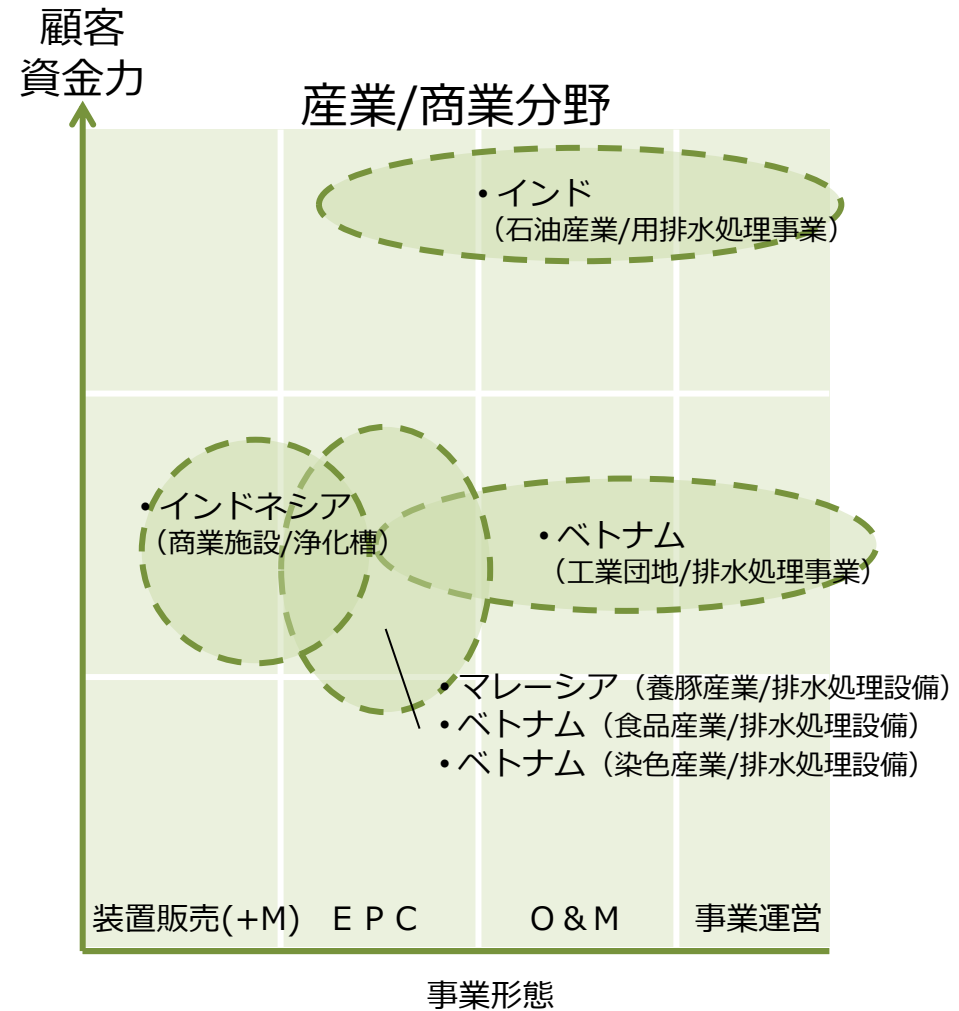 顧客
資金力
産業/商業分野
• インド
（石油産業/用排水処理事業）
• インドネシア
（商業施設/浄化槽）
• ベトナム
（工業団地/排水処理事業）
• マレーシア（養豚産業/排水処理設備）
• ベトナム（食品産業/排水処理設備）
• ベトナム（染色産業/排水処理設備）
装置販売(+M) ＥＰＣ Ｏ＆Ｍ 事業運営
事業形態